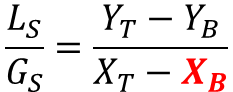 L_S / G_S = (Y_T − Y_B) / (X_T − X_B)